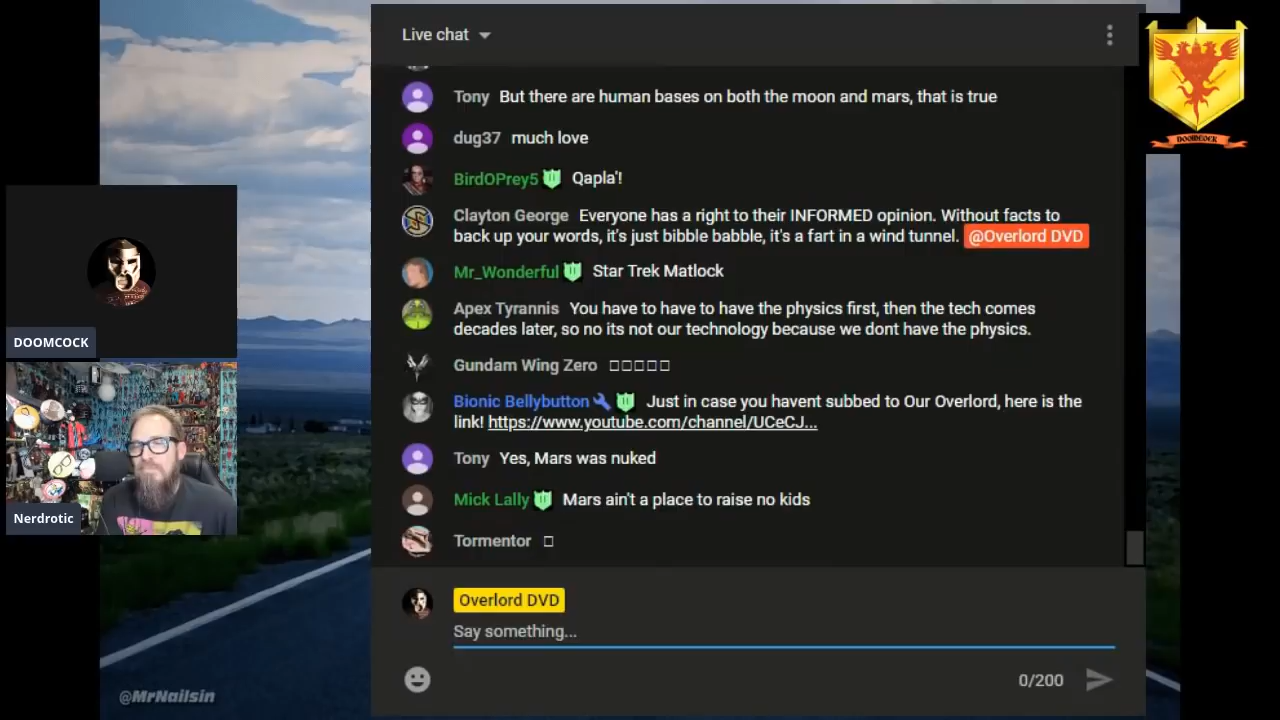 Live chat
Tony But there are human bases on both the moon and mars, that is true
dug37 much love
BirdOPrey5 Qapla'!
Clayton George Everyone has a right to their INFORMED opinion. Without facts to
back up your words, it's just bibble babble, it's a fart in a wind tunnel. @Overlord DVD
Mr_Wonderful Star Trek Matlock
Apex Tyrannis You have to have to have the physics first, then the tech comes
decades later, so no its not our technology because we dont have the physics.
Gundam Wing Zero □□□□□
Bionic Bellybutton Just in case you havent subbed to Our Overlord, here is the
link! https://www.youtube.com/channel/UCeCJ...
Tony Yes, Mars was nuked
Mick Lally Mars ain't a place to raise no kids
Tormentor □
Overlord DVD
Say something...
0/200
DOOMCOCK
Nerdrotic
@MrNailsin
DOOMCOCK